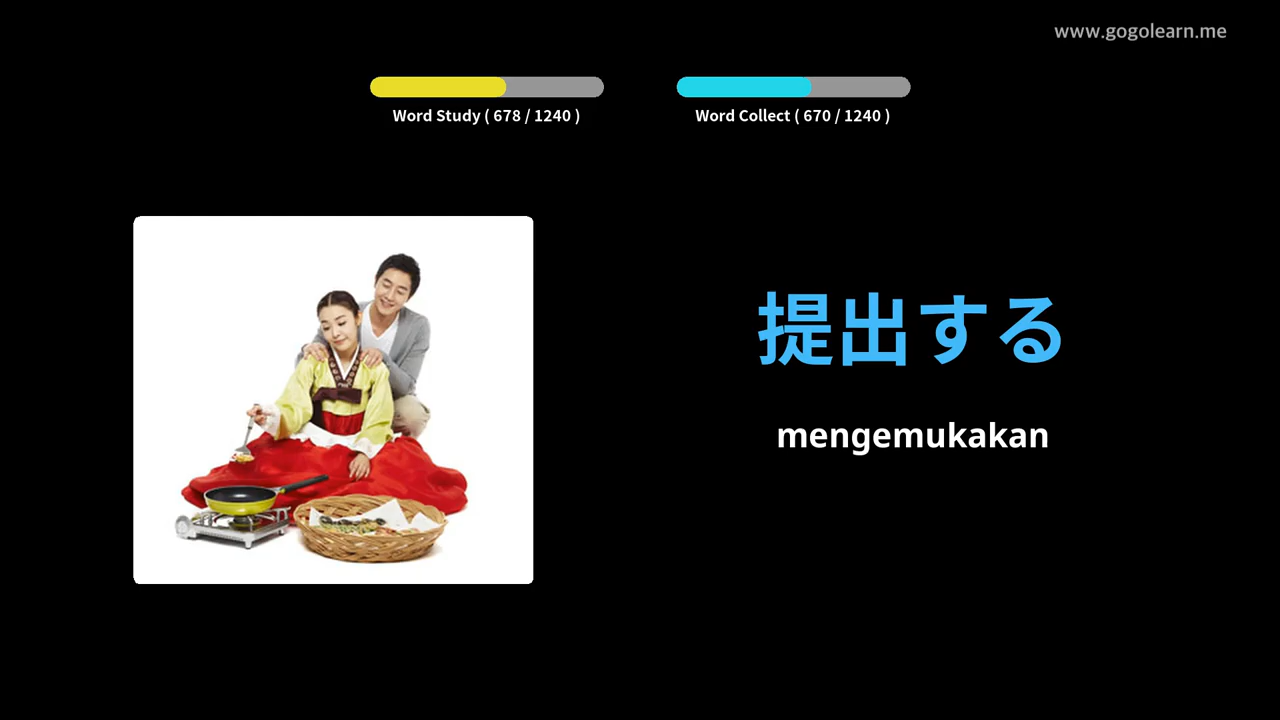 www.gogolearn.me
Word Study ( 678 / 1240 )
Word Collect ( 670 / 1240 )
提出する
mengemukakan